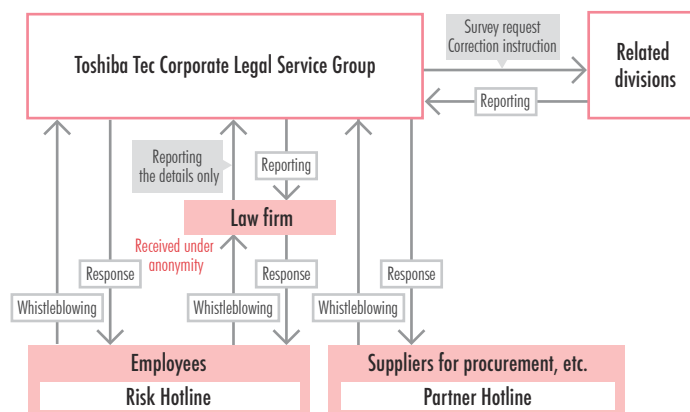 Survey request
Correction instruction
Toshiba Tec Corporate Legal Service Group
Related
divisions
Reporting
Reporting
the details only
Reporting
Law firm
Received under
anonymity
Response
Response
Response
Whistleblowing
Whistleblowing
Whistleblowing
Employees
Suppliers for procurement, etc.
Risk Hotline
Partner Hotline